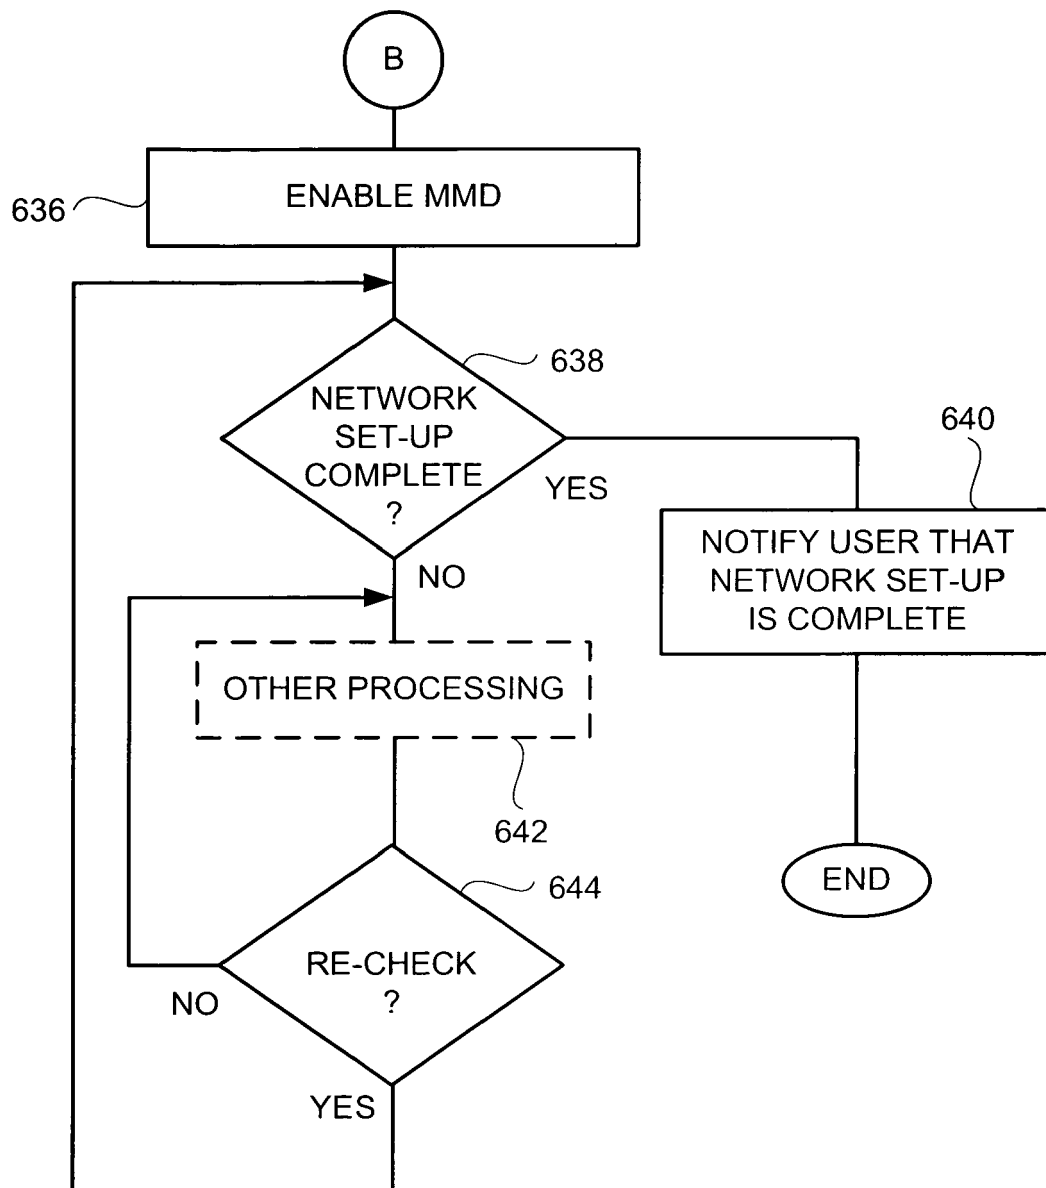 B
ENABLE MMD
636
638
NETWORK
SET-UP
COMPLETE
?
YES
NO
640
NOTIFY USER THAT
NETWORK SET-UP
IS COMPLETE
OTHER PROCESSING
642
END
644
RE-CHECK
?
NO
YES